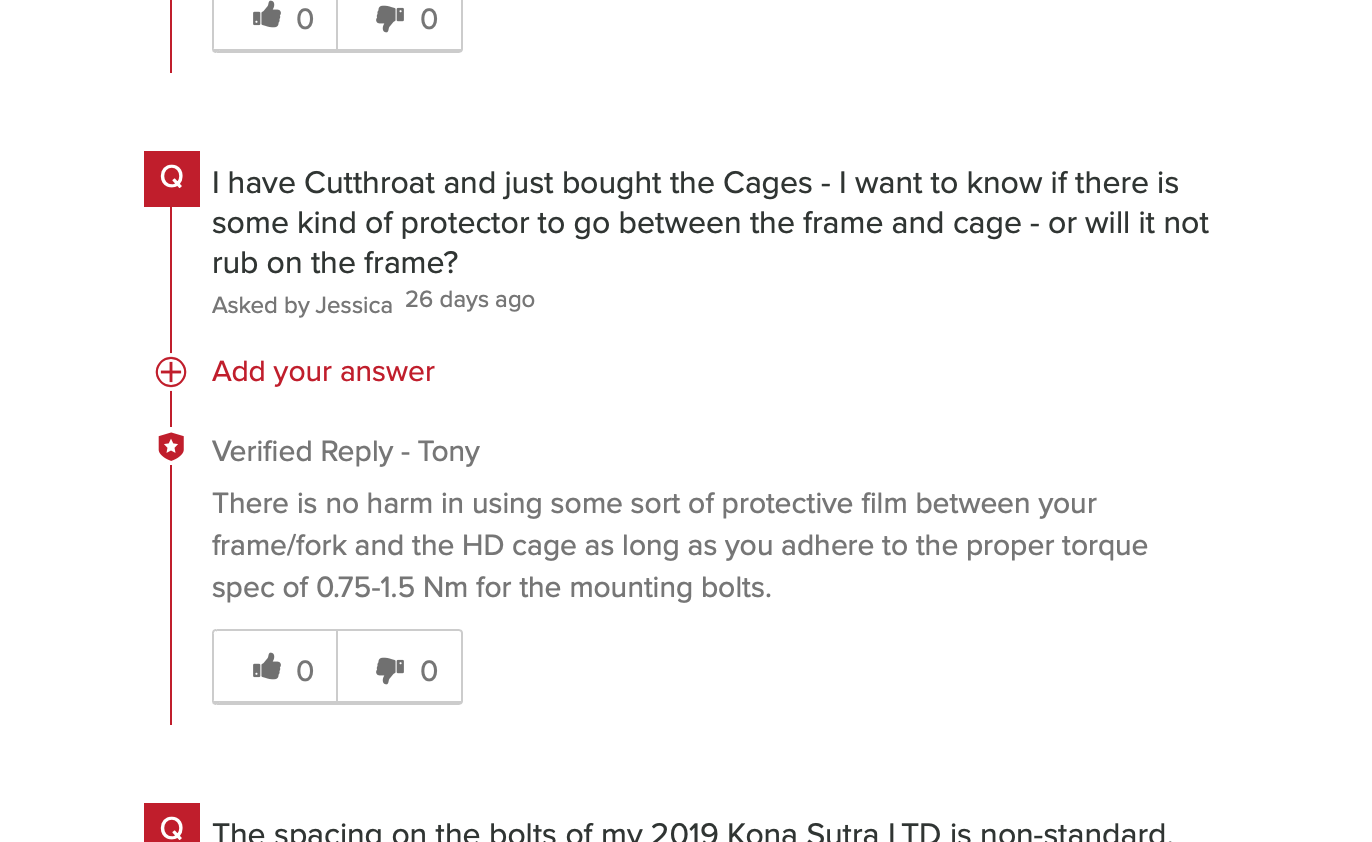 0 0
Q I have Cutthroat and just bought the Cages - I want to know if there is
some kind of protector to go between the frame and cage - or will it not
rub on the frame?
Asked by Jessica 26 days ago
Add your answer
Verified Reply - Tony
There is no harm in using some sort of protective film between your
frame/fork and the HD cage as long as you adhere to the proper torque
spec of 0.75-1.5 Nm for the mounting bolts.
0 0
Q The spacing on the bolts of my 2019 Kona Sutra LTD is non-standard.